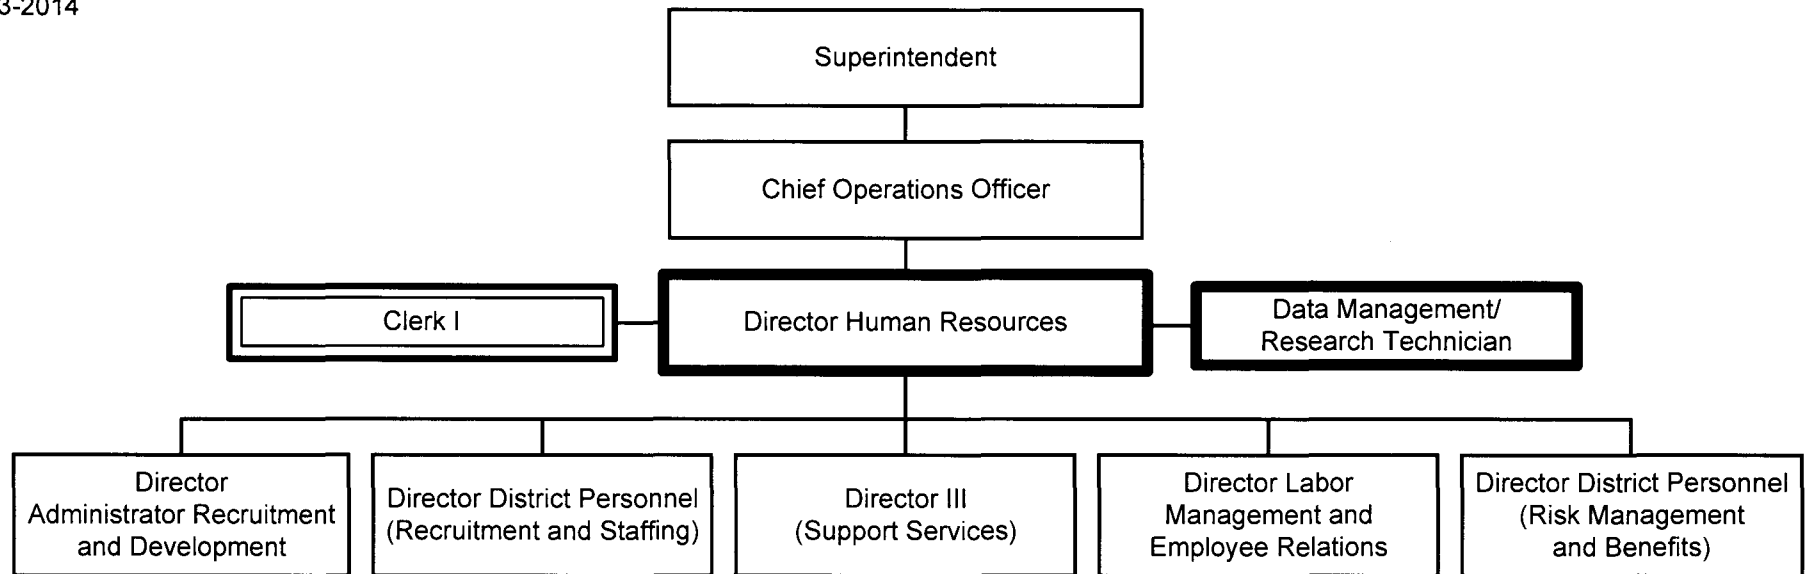 3-2014
Superintendent
Chief Operations Officer
Clerk I
Director Human Resources
Data Management/
Research Technician
Director
Administrator Recruitment
and Development
Director District Personnel
(Recruitment and Staffing)
Director III
(Support Services)
Director Labor
Management and
Employee Relations
Director District Personnel
(Risk Management
and Benefits)